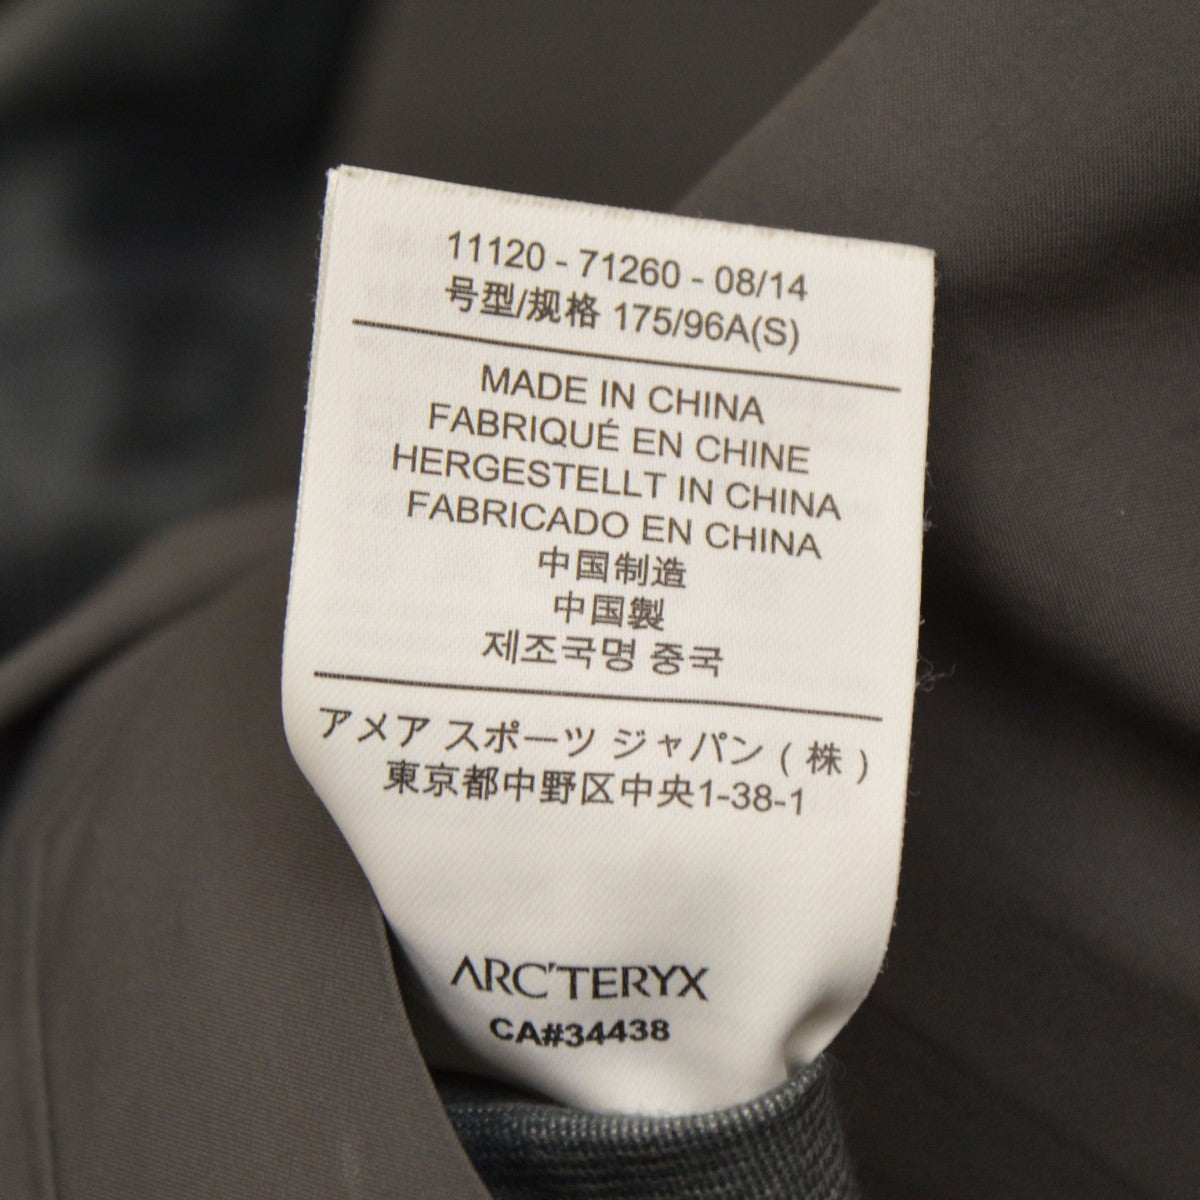 11120 - 71260 - 08/14
号型/规格 175/96A(S)
MADE IN CHINA
FABRIQUÉ EN CHINE
HERGESTELLT IN CHINA
FABRICADO EN CHINA
中国制造
中国製
제조국명 중국
アメア スポーツ ジャパン ( 株 )
東京都中野区中央1-38-1
ARC'TERYX
CA#34438